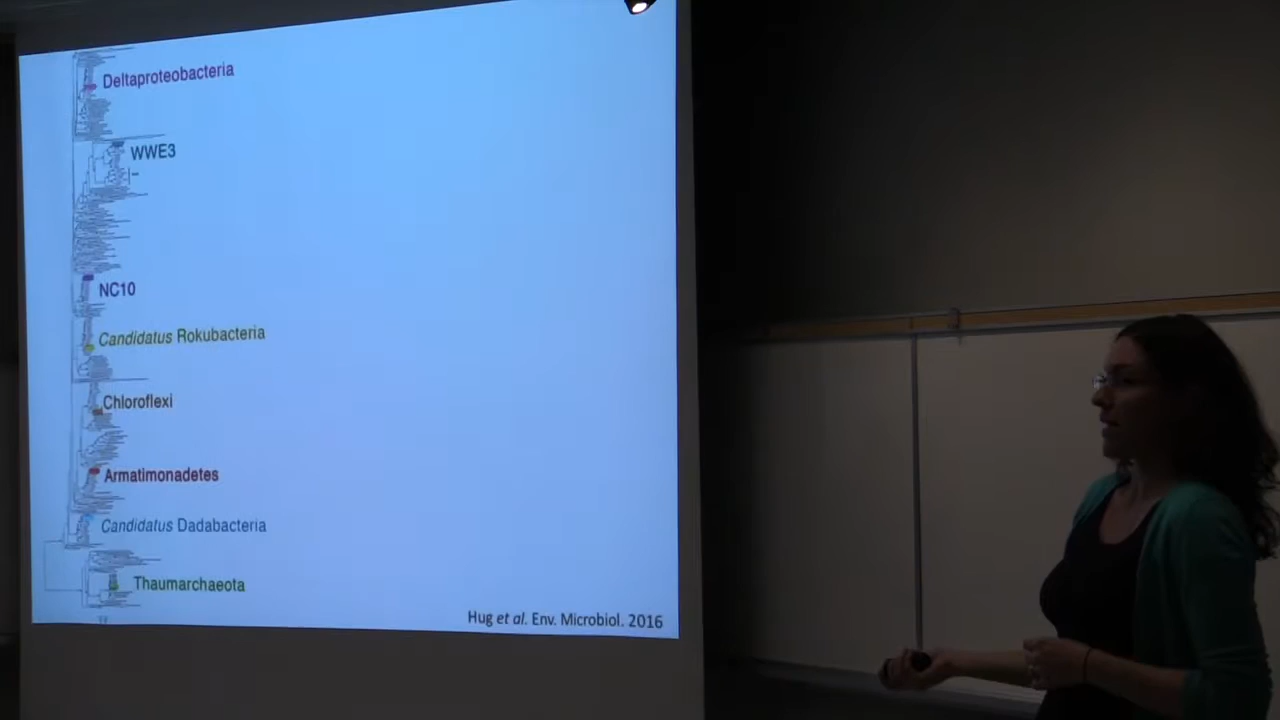 Deltaproteobacteria
WWE3
NC10
Candidatus Rokubacteria
Chloroflexi
Armatimonadetes
Candidatus Dadabacteria
Thaumarchaeota
Hug et al. Env. Microbiol. 2016